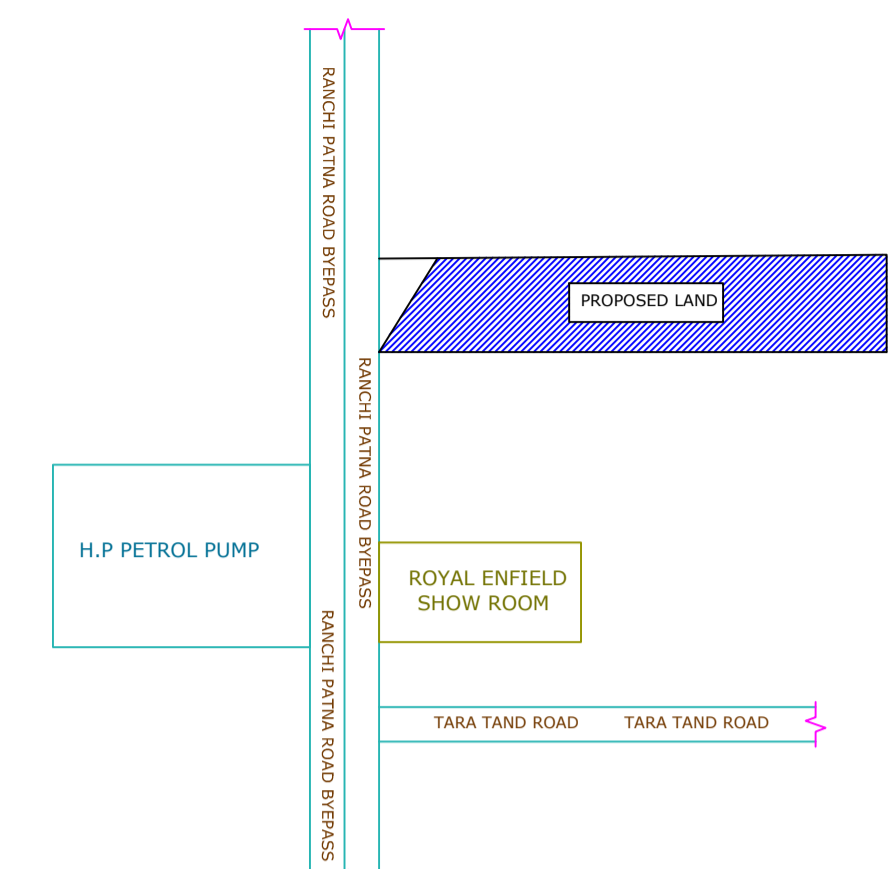 RANCHI PATNA ROAD BYEPASS
PROPOSED LAND
RANCHI PATNA ROAD BYEPASS
H.P PETROL PUMP
ROYAL ENFIELD
SHOW ROOM
RANCHI PATNA ROAD BYEPASS
TARA TAND ROAD
TARA TAND ROAD